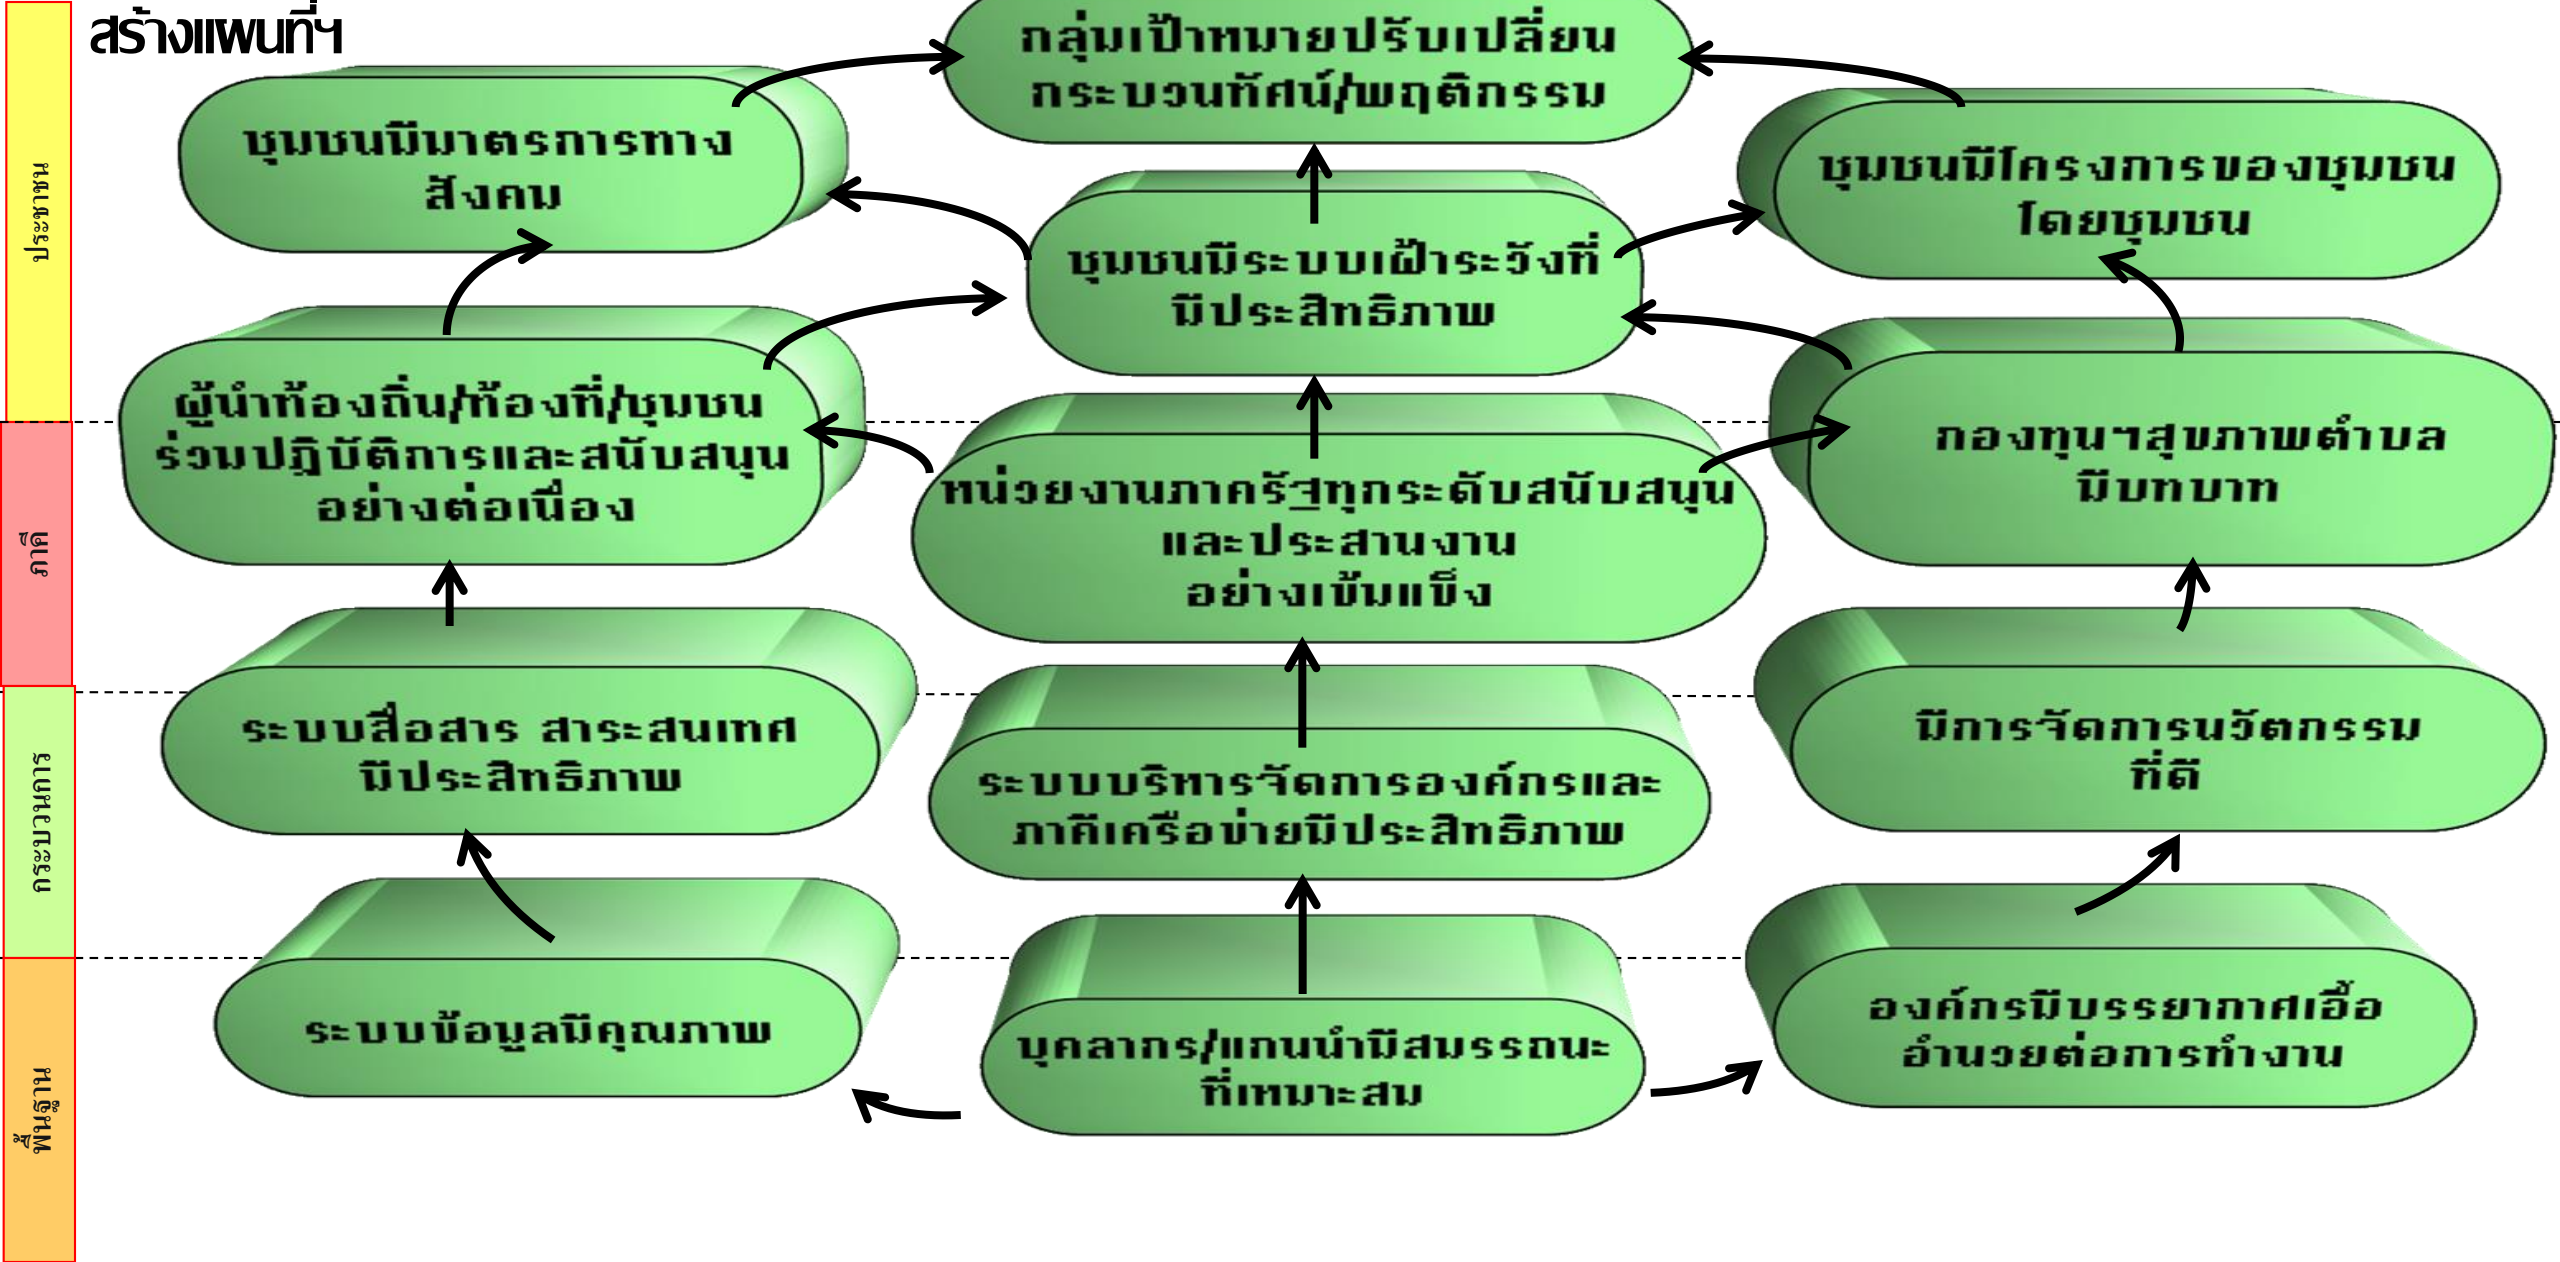 สร้างแผนที่ฯ
กลุ่มเป้าหมายปรับเปลี่ยน
กระบวนทัศน์/พฤติกรรม
ชุมชนมีมาตรการทาง
สังคม
ชุมชนมีระบบเฝ้าระวังที่
มีประสิทธิภาพ
ชุมชนมีโครงการของชุมชน
โดยชุมชน
ประชาชน
ผู้นำท้องถิ่น/ท้องที่/ชุมชน
ร่วมปฏิบัติการและสนับสนุน
อย่างต่อเนื่อง
หน่วยงานภาครัฐทุกระดับสนับสนุน
และประสานงาน
อย่างเข้มแข็ง
กองทุนฯสุขภาพตำบล
มีบทบาท
ภาคี
ระบบสื่อสาร สาระสนเทศ
มีประสิทธิภาพ
ระบบบริหารจัดการองค์กรและ
ภาคีเครือข่ายมีประสิทธิภาพ
มีการจัดการนวัตกรรม
ที่ดี
กระบวนการ
ระบบข้อมูลมีคุณภาพ
บุคลากร/แกนนำมีสมรรถนะ
ที่เหมาะสม
องค์กรมีบรรยากาศเอื้อ
อำนวยต่อการทำงาน
พื้นฐาน